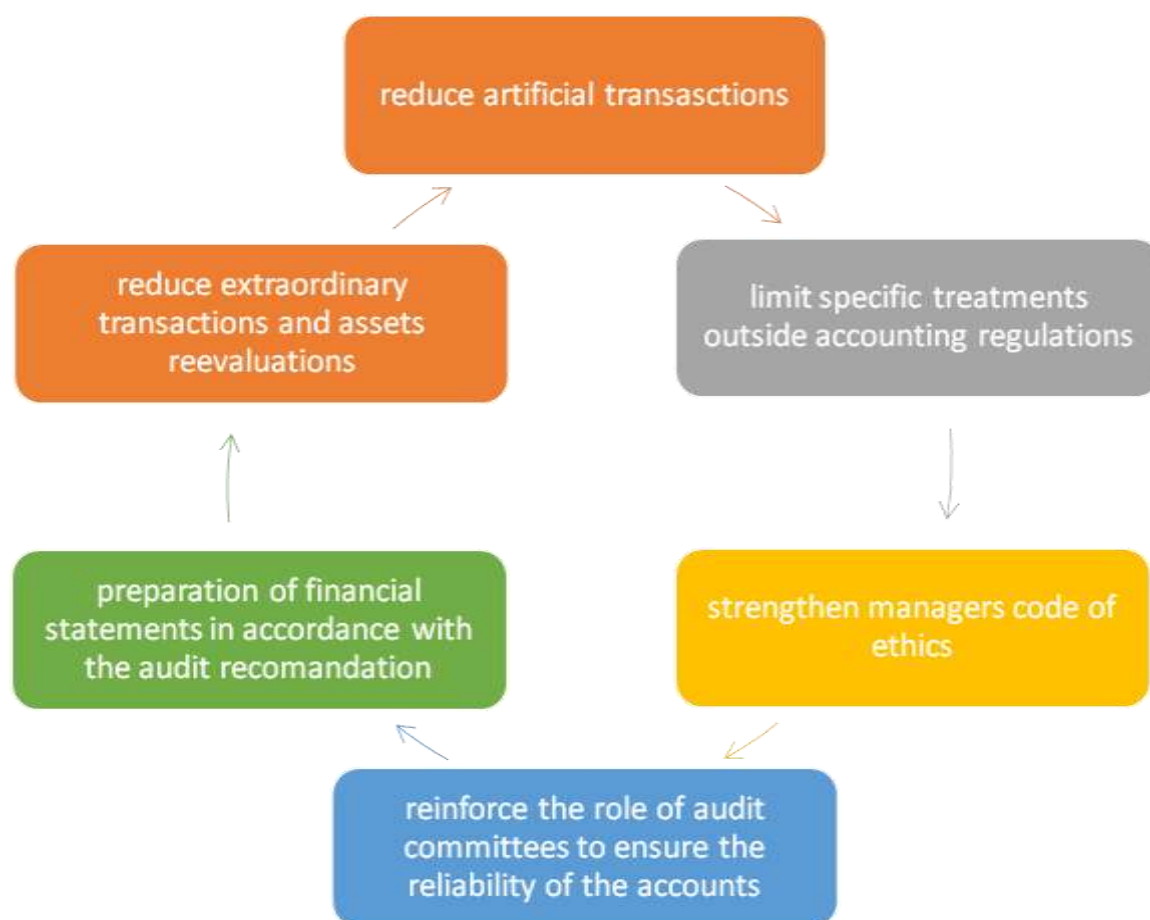 reduce artificial transasctions
reduce extraordinary
transactions and assets
reevaluations
limit specific treatments
outside accounting regulations
preparation of financial
statements in accordance with
the audit recomandation
strengthen managers code of
ethics
reinforce the role of audit
committees to ensure the
reliability of the accounts